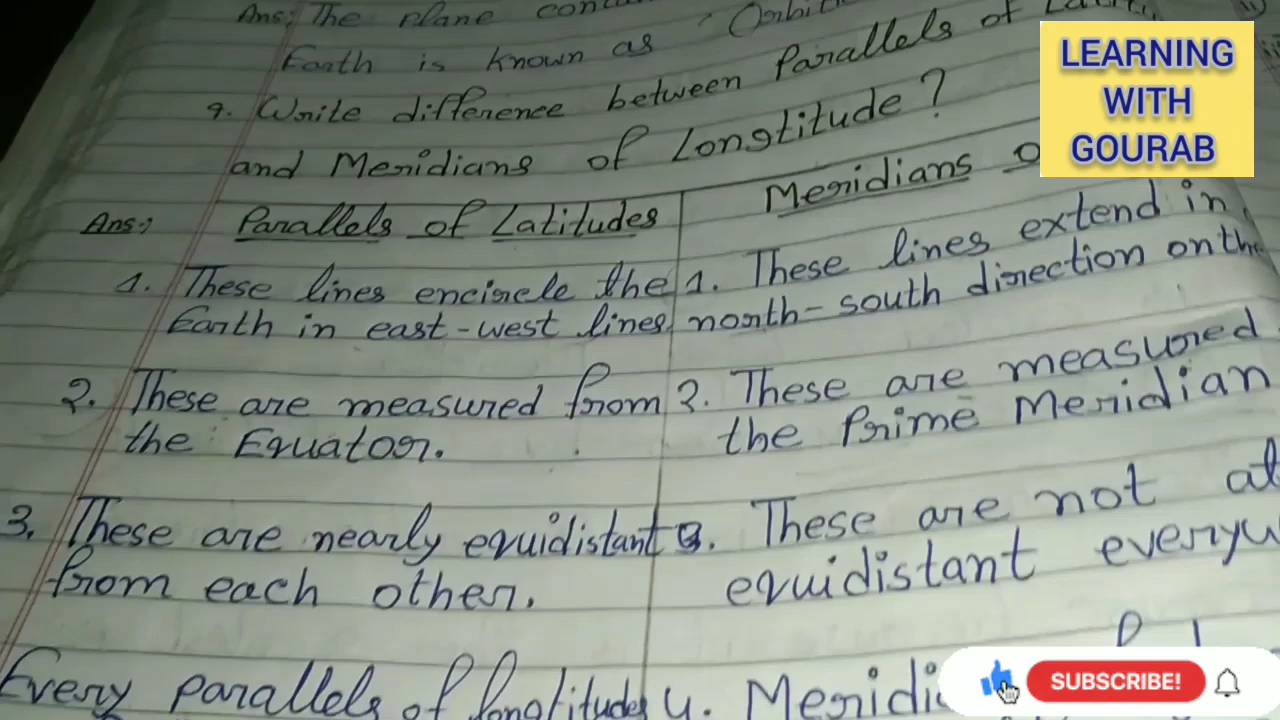 Ans; The plane
Earth is known as
9. Write difference between Parallels of
and Meridians of Longtitude?
Ans:, Parallels of Latitudes
Meridians
1. These lines encircle the
Earth in east-west lines
1. These lines extend in
north-south direction on the
2. These are measured from
the Equator.
2. These are measured
the Prime Meridian
3. These are nearly equidistant
from each other.
3. These are not
equidistant
Every parallels of longtitudes
4.
LEARNING
WITH
GOURAB
SUBSCRIBE!